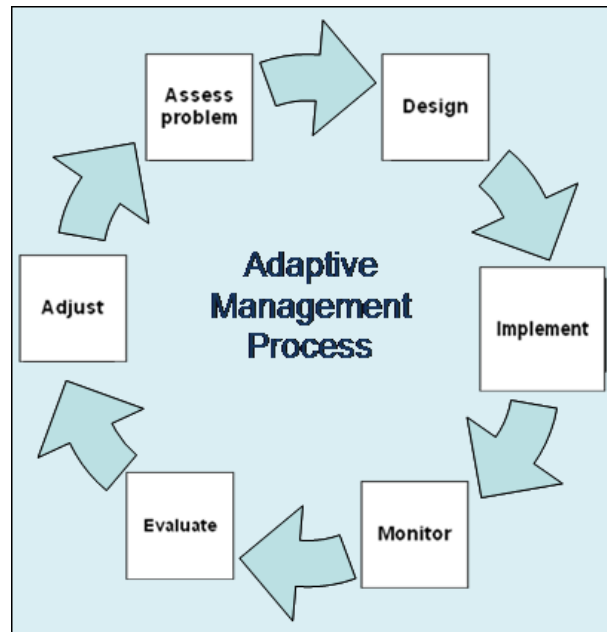 Assess
problem
Design
Implement
Monitor
Evaluate
Adjust
Adaptive
Management
Process